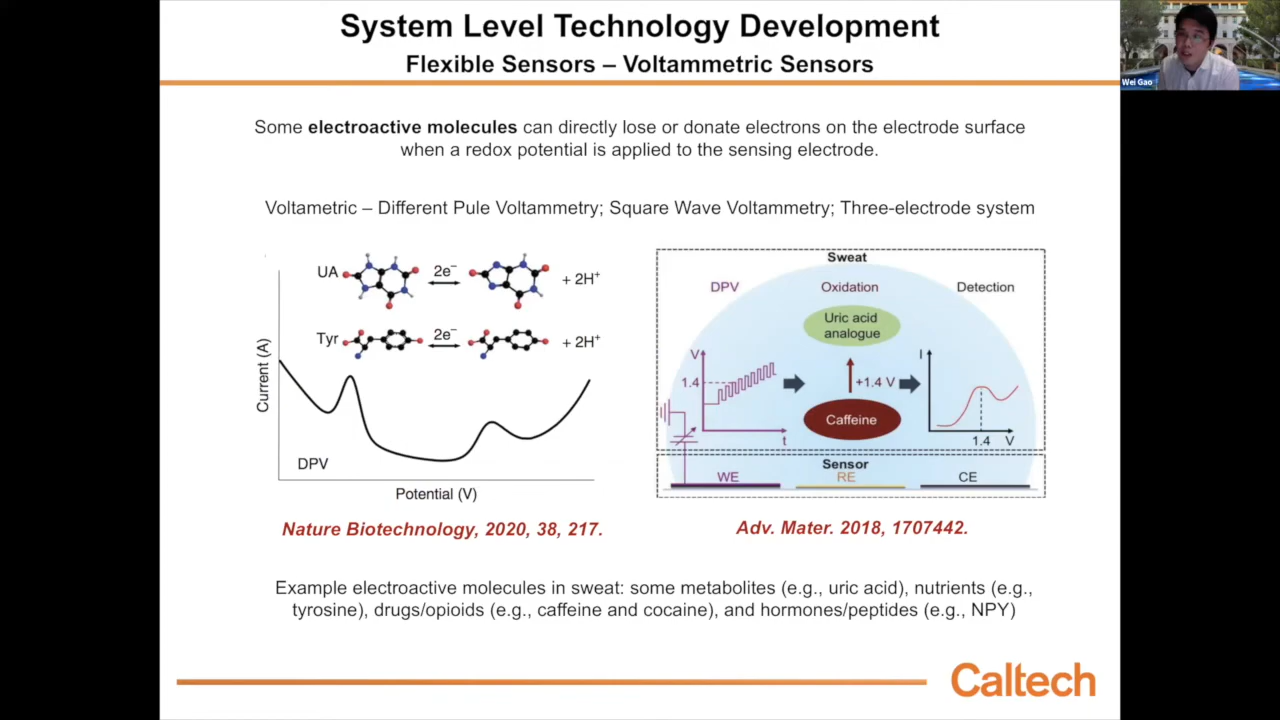 System Level Technology Development
Flexible Sensors – Voltammetric Sensors
Wei Gao
Some electroactive molecules can directly lose or donate electrons on the electrode surface
when a redox potential is applied to the sensing electrode.
Voltametric – Different Pule Voltammetry; Square Wave Voltammetry; Three-electrode system
UA 2e⁻ + 2H⁺
Tyr 2e⁻ + 2H⁺
Current (A)
DPV
Potential (V)
Nature Biotechnology, 2020, 38, 217.
Sweat
DPV Oxidation Detection
Uric acid
analogue
V
1.4
t
+1.4 V
Caffeine
I
1.4 V
Sensor
WE RE CE
Adv. Mater. 2018, 1707442.
Example electroactive molecules in sweat: some metabolites (e.g., uric acid), nutrients (e.g.,
tyrosine), drugs/opioids (e.g., caffeine and cocaine), and hormones/peptides (e.g., NPY)
Caltech